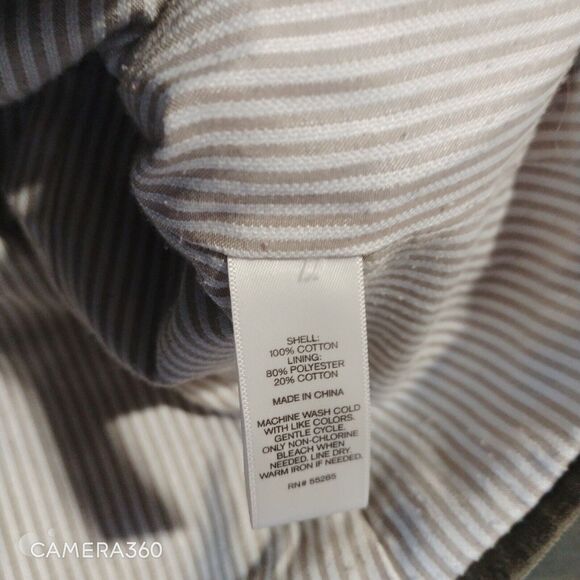 SHELL:
100% COTTON
LINING:
80% POLYESTER
20% COTTON
MADE IN CHINA
MACHINE WASH COLD
WITH LIKE COLORS.
GENTLE CYCLE.
ONLY NON-CHLORINE
BLEACH WHEN
NEEDED. LINE DRY.
WARM IRON IF NEEDED.
RN# 55285
CAMERA360